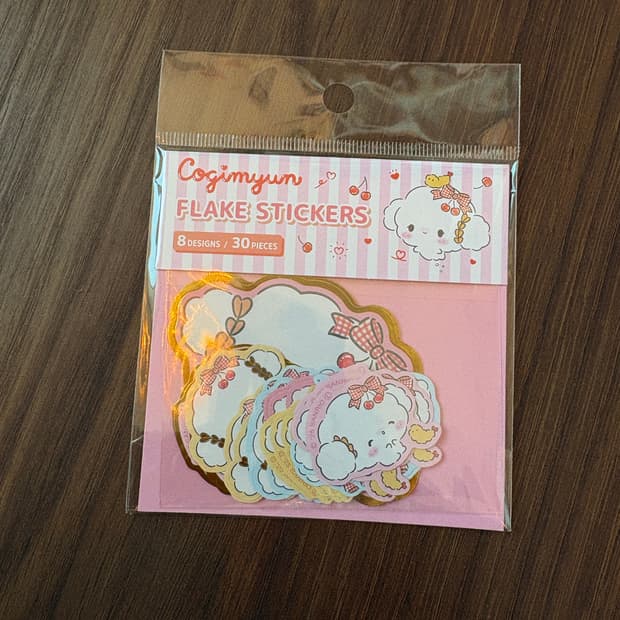 Cogimyun
FLAKE STICKERS
8 DESIGNS / 30 PIECES